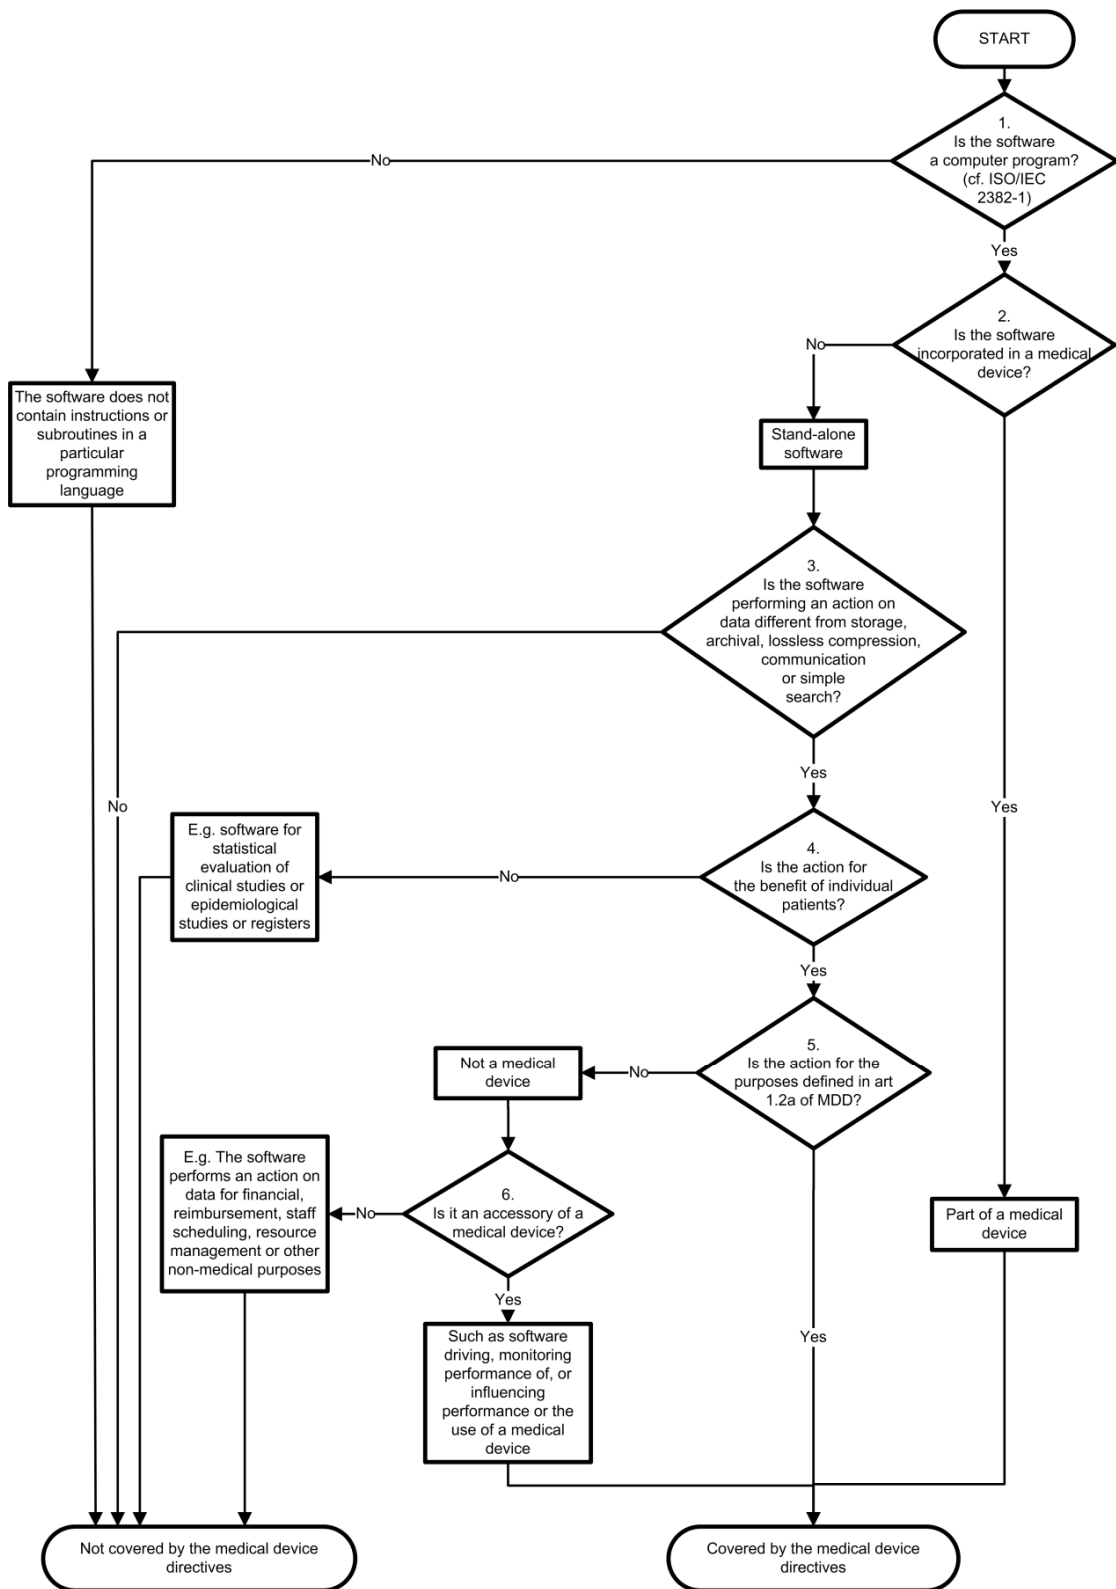 START
1.
Is the software
a computer program?
(cf. ISO/IEC
2382-1)
No
Yes
2.
Is the software
incorporated in a medical
device?
No
The software does not
contain instructions or
subroutines in a
particular
programming
language
Stand-alone
software
3.
Is the software
performing an action on
data different from storage,
archival, lossless compression,
communication
or simple
search?
Yes
No
Yes
E.g. software for
statistical
evaluation of
clinical studies or
epidemiological
studies or registers
No
4.
Is the action for
the benefit of individual
patients?
Yes
5.
Is the action for the
purposes defined in art
1.2a of MDD?
No
Not a medical
device
E.g. The software
performs an action on
data for financial,
reimbursement, staff
scheduling, resource
management or other
non-medical purposes
No
6.
Is it an accessory of a
medical device?
Part of a medical
device
Yes
Such as software
driving, monitoring
performance of, or
influencing
performance or the
use of a medical
device
Yes
Not covered by the medical device
directives
Covered by the medical device
directives